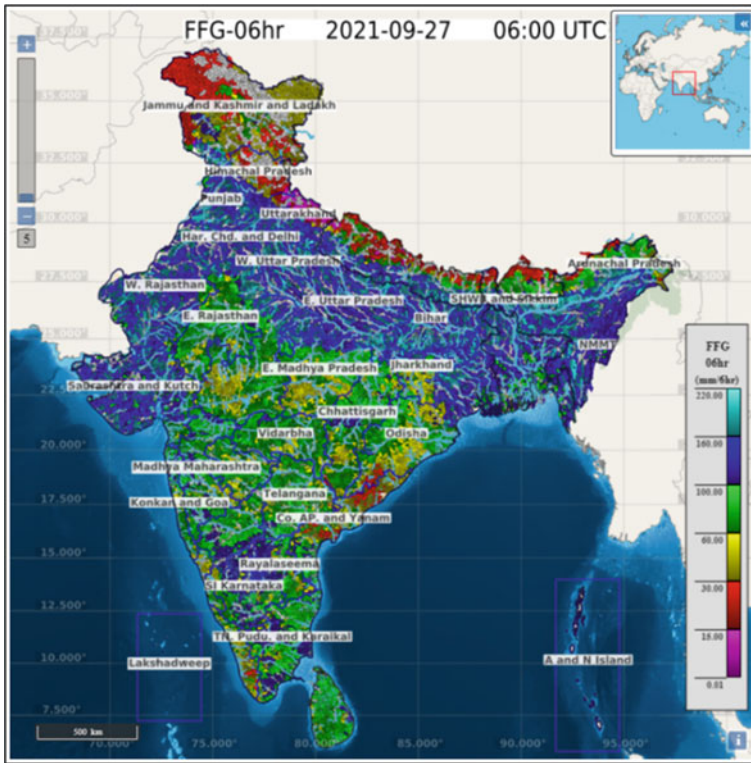 FFG-06hr 2021-09-27 06:00 UTC
«
+
35.000°
Jammu and Kashmir and Ladakh
32.500°
Himachal Pradesh
−
Punjab
30.000°
30.000°
5
Uttarakhand
Har. Chd. and Delhi
W. Uttar Pradesh
Arunachal Pradesh
27.500°
W. Rajasthan
E. Uttar Pradesh
SHWB and Sikkim
E. Rajasthan
Bihar
25.000°
NMMT
FFG
06hr
(mm/6hr)
E. Madhya Pradesh
Jharkhand
Saurashtra and Kutch
220.00
Chhattisgarh
Vidarbha
Odisha
160.00
20.000°
Madhya Maharashtra
100.00
Telangana
Konkan and Goa
17.500°
Co. AP. and Yanam
60.00
15.000°
Rayalaseema
30.00
SI Karnataka
12.500°
TN. Pudu. and Karaikal
15.00
10.000°
Lakshadweep
A and N Island
0.01
7.500°
500 km
70.000° 75.000° 80.000° 85.000° 90.000° 95.000°
i